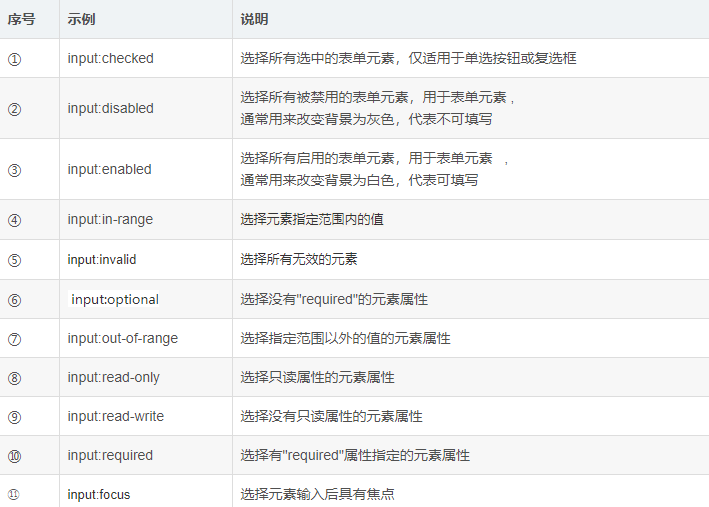 序号 示例 说明
① input:checked 选择所有选中的表单元素，仅适用于单选按钮或复选框
② input:disabled 选择所有被禁用的表单元素，用于表单元素，
通常用来改变背景为灰色，代表不可填写
③ input:enabled 选择所有启用的表单元素，用于表单元素 ，
通常用来改变背景为白色，代表可填写
④ input:in-range 选择元素指定范围内的值
⑤ input:invalid 选择所有无效的元素
⑥ input:optional 选择没有"required"的元素属性
⑦ input:out-of-range 选择指定范围以外的值的元素属性
⑧ input:read-only 选择只读属性的元素属性
⑨ input:read-write 选择没有只读属性的元素属性
⑩ input:required 选择有"required"属性指定的元素属性
⑪ input:focus 选择元素输入后具有焦点